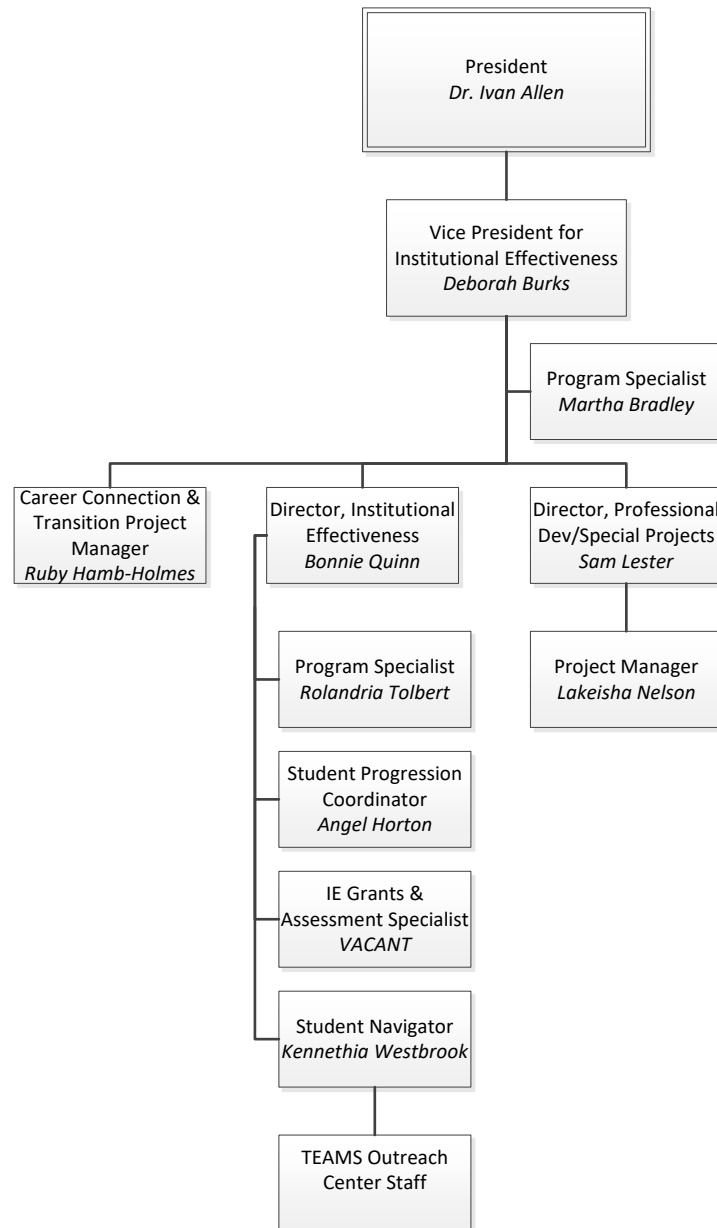 President
Dr. Ivan Allen
Vice President for
Institutional Effectiveness
Deborah Burks
Program Specialist
Martha Bradley
Career Connection &
Transition Project
Manager
Ruby Hamb-Holmes
Director, Institutional
Effectiveness
Bonnie Quinn
Director, Professional
Dev/Special Projects
Sam Lester
Program Specialist
Rolandria Tolbert
Project Manager
Lakeisha Nelson
Student Progression
Coordinator
Angel Horton
IE Grants &
Assessment Specialist
VACANT
Student Navigator
Kennethia Westbrook
TEAMS Outreach
Center Staff